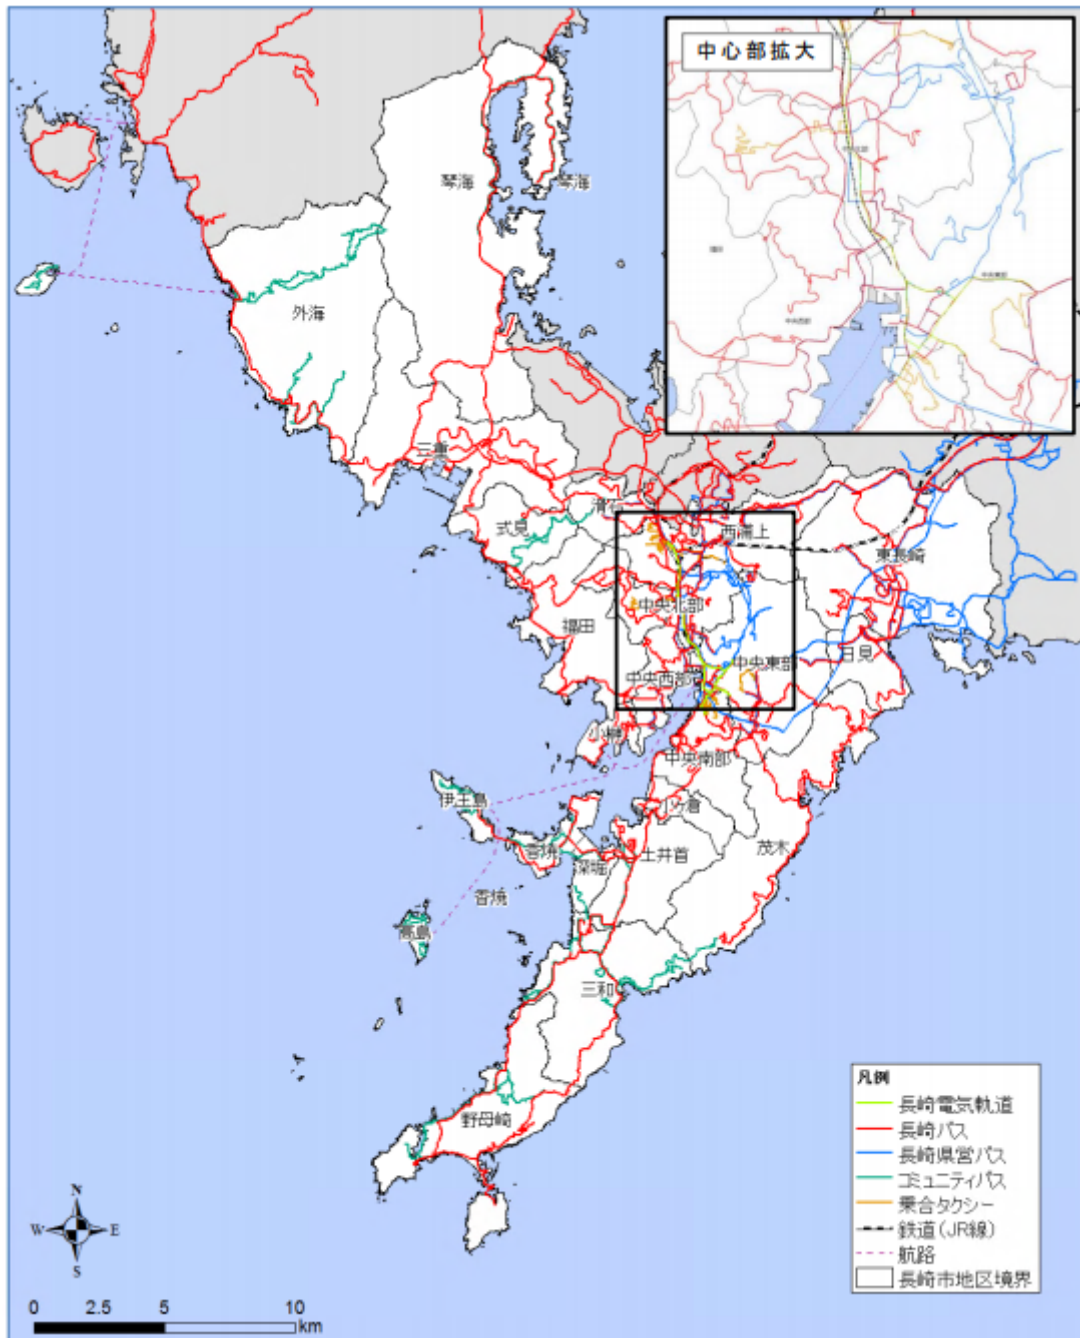 中心部拡大
琴海
琴海
外海
三重
滑石
式見
西浦上
東長崎
中央北部
福田
日見
中央東部
中央西部
小榊
中央南部
小ヶ倉
伊王島
香焼
深堀
土井首
茂木
香焼
高島
三和
野母崎
凡例
長崎電気軌道
長崎バス
長崎県営バス
コミュニティバス
乗合タクシー
鉄道(JR線)
航路
長崎市地区境界
N
W
E
S
0 2.5 5 10
km